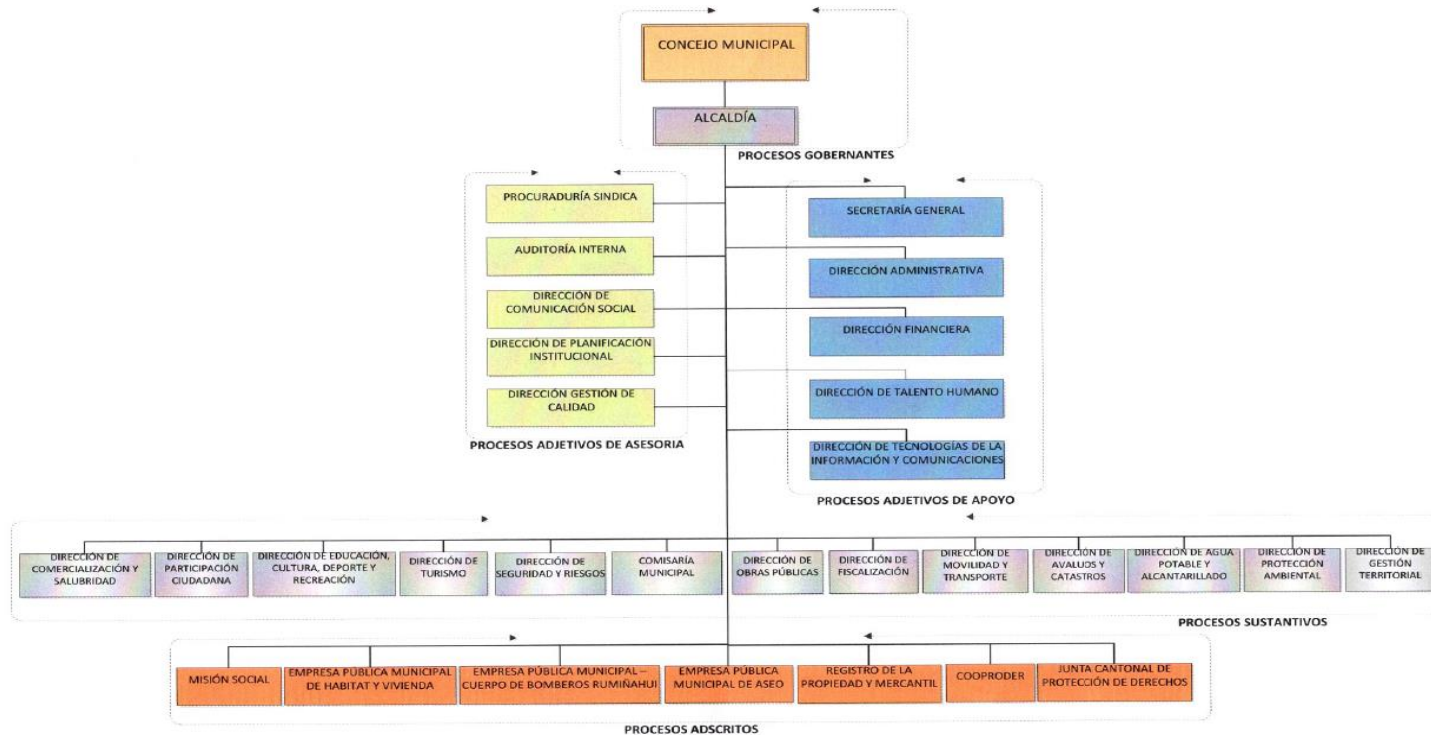 CONCEJO MUNICIPAL
ALCALDÍA
PROCESOS GOBERNANTES
PROCURADURÍA SINDICA
AUDITORÍA INTERNA
DIRECCIÓN DE
COMUNICACIÓN SOCIAL
DIRECCIÓN DE PLANIFICACIÓN
INSTITUCIONAL
DIRECCIÓN GESTIÓN DE
CALIDAD
PROCESOS ADJETIVOS DE ASESORIA
SECRETARÍA GENERAL
DIRECCIÓN ADMINISTRATIVA
DIRECCIÓN FINANCIERA
DIRECCIÓN DE TALENTO HUMANO
DIRECCIÓN DE TECNOLOGÍAS DE LA
INFORMACIÓN Y COMUNICACIONES
PROCESOS ADJETIVOS DE APOYO
DIRECCIÓN DE
COMERCIALIZACIÓN Y
SALUBRIDAD
DIRECCIÓN DE
PARTICIPACIÓN
CIUDADANA
DIRECCIÓN DE EDUCACIÓN,
CULTURA, DEPORTE Y
RECREACIÓN
DIRECCIÓN DE
TURISMO
DIRECCIÓN DE
SEGURIDAD Y RIESGOS
COMISARÍA
MUNICIPAL
DIRECCIÓN DE
OBRAS PÚBLICAS
DIRECCIÓN DE
FISCALIZACIÓN
DIRECCIÓN DE
MOVILIDAD Y
TRANSPORTE
DIRECCIÓN DE
AVALUOS Y
CATASTROS
DIRECCIÓN DE AGUA
POTABLE Y
ALCANTARILLADO
DIRECCIÓN DE
PROTECCIÓN
AMBIENTAL
DIRECCIÓN DE
GESTIÓN
TERRITORIAL
PROCESOS SUSTANTIVOS
MISIÓN SOCIAL
EMPRESA PÚBLICA MUNICIPAL
DE HABITAT Y VIVIENDA
EMPRESA PÚBLICA MUNICIPAL –
CUERPO DE BOMBEROS RUMIÑAHUI
EMPRESA PÚBLICA
MUNICIPAL DE ASEO
REGISTRO DE LA
PROPIEDAD Y MERCANTIL
COOPRODER
JUNTA CANTONAL DE
PROTECCIÓN DE DERECHOS
PROCESOS ADSCRITOS